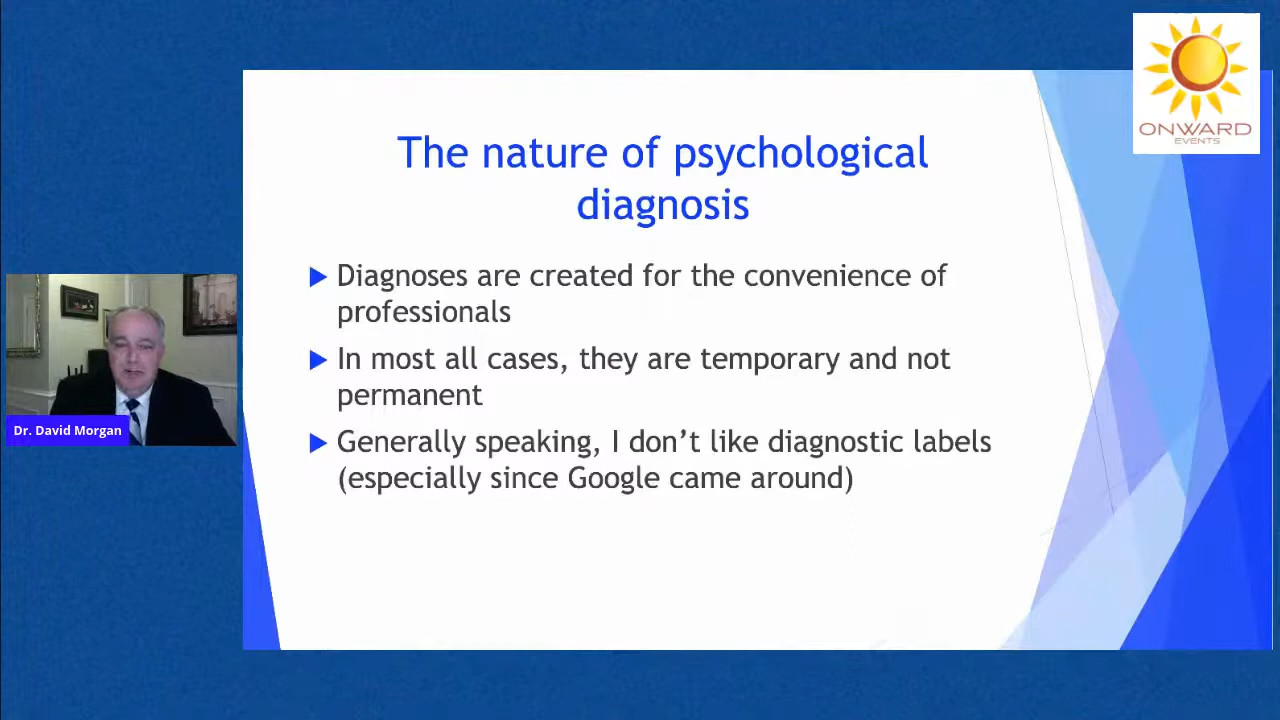 ONWARD
EVENTS
The nature of psychological
diagnosis
Diagnoses are created for the convenience of
professionals
In most all cases, they are temporary and not
permanent
Generally speaking, I don’t like diagnostic labels
(especially since Google came around)
Dr. David Morgan